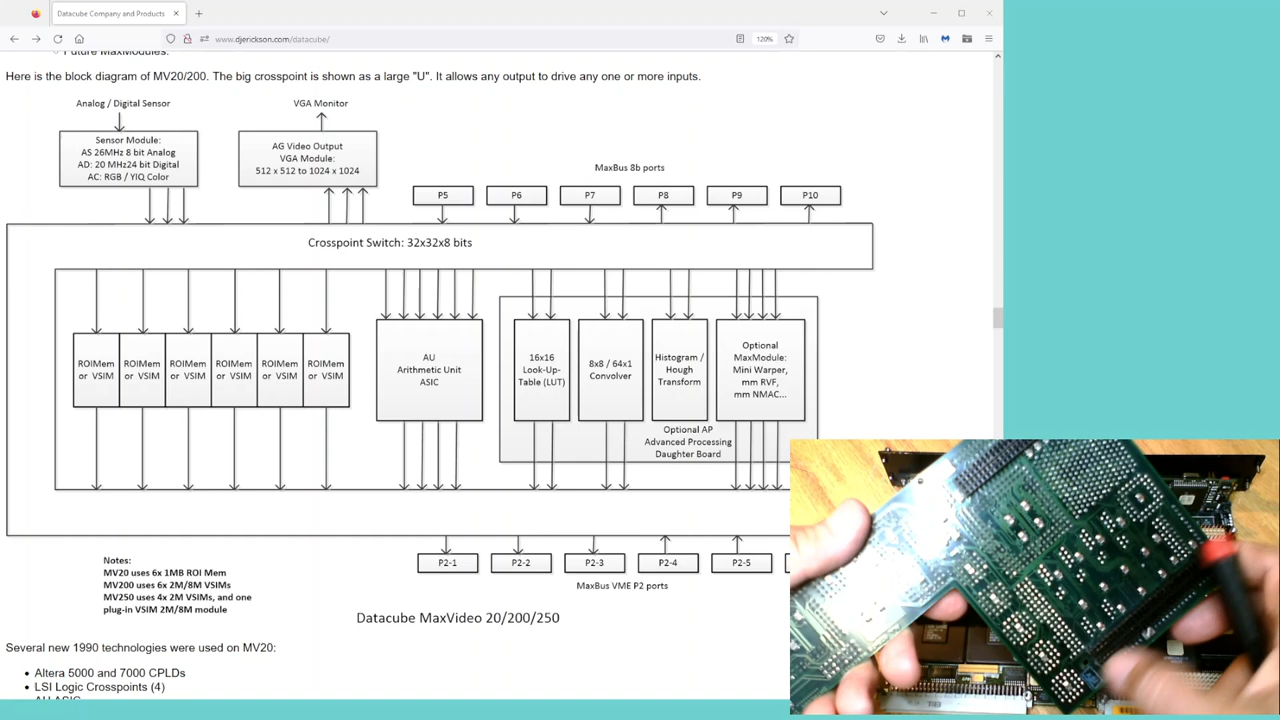 Datacube Company and Products
www.djerickson.com/datacube/
120%
Future MaxModules.
Here is the block diagram of MV20/200. The big crosspoint is shown as a large "U". It allows any output to drive any one or more inputs.
Analog / Digital Sensor
VGA Monitor
Sensor Module:
AS 26MHz 8 bit Analog
AD: 20 MHz24 bit Digital
AC: RGB / YIQ Color
AG Video Output
VGA Module:
512 x 512 to 1024 x 1024
MaxBus 8b ports
P5
P6
P7
P8
P9
P10
Crosspoint Switch: 32x32x8 bits
ROIMem
or VSIM
ROIMem
or VSIM
ROIMem
or VSIM
ROIMem
or VSIM
ROIMem
or VSIM
ROIMem
or VSIM
AU
Arithmetic Unit
ASIC
16x16
Look-Up-
Table (LUT)
8x8 / 64x1
Convolver
Histogram /
Hough
Transform
Optional
MaxModule:
Mini Warper,
mm RVF,
mm NMAC...
Optional AP
Advanced Processing
Daughter Board
P2-1
P2-2
P2-3
P2-4
P2-5
MaxBus VME P2 ports
Notes:
MV20 uses 6x 1MB ROI Mem
MV200 uses 6x 2M/8M VSIMs
MV250 uses 4x 2M VSIMs, and one
plug-in VSIM 2M/8M module
Datacube MaxVideo 20/200/250
Several new 1990 technologies were used on MV20:
Altera 5000 and 7000 CPLDs
LSI Logic Crosspoints (4)
AU ASIC